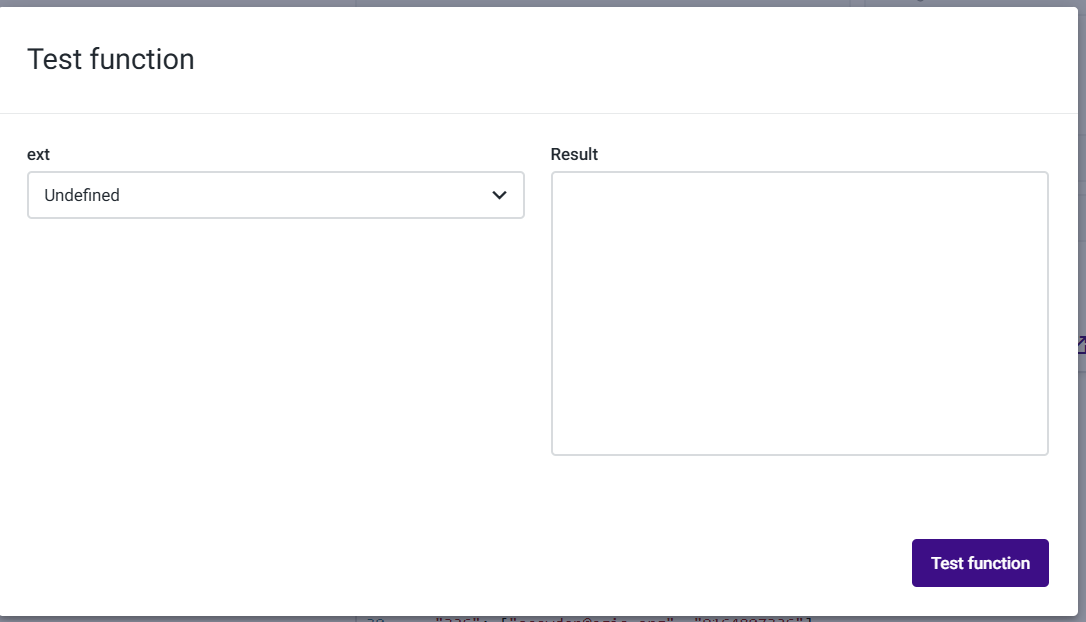 Test function
ext
Result
Undefined
Test function